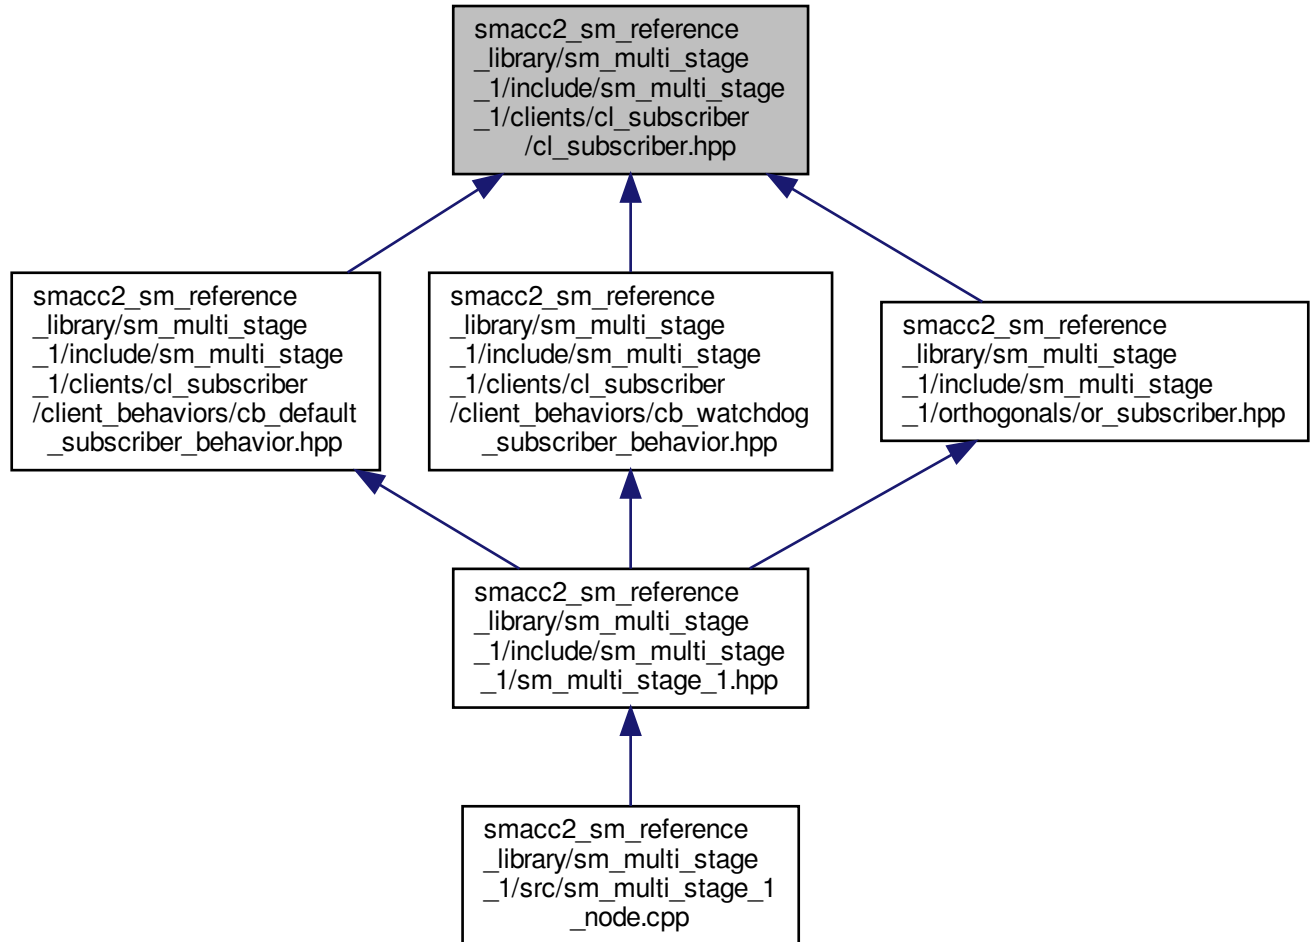 smacc2_sm_reference
_library/sm_multi_stage
_1/include/sm_multi_stage
_1/clients/cl_subscriber
/cl_subscriber.hpp
smacc2_sm_reference
_library/sm_multi_stage
_1/include/sm_multi_stage
_1/clients/cl_subscriber
/client_behaviors/cb_default
_subscriber_behavior.hpp
smacc2_sm_reference
_library/sm_multi_stage
_1/include/sm_multi_stage
_1/clients/cl_subscriber
/client_behaviors/cb_watchdog
_subscriber_behavior.hpp
smacc2_sm_reference
_library/sm_multi_stage
_1/include/sm_multi_stage
_1/orthogonals/or_subscriber.hpp
smacc2_sm_reference
_library/sm_multi_stage
_1/include/sm_multi_stage
_1/sm_multi_stage_1.hpp
smacc2_sm_reference
_library/sm_multi_stage
_1/src/sm_multi_stage_1
_node.cpp